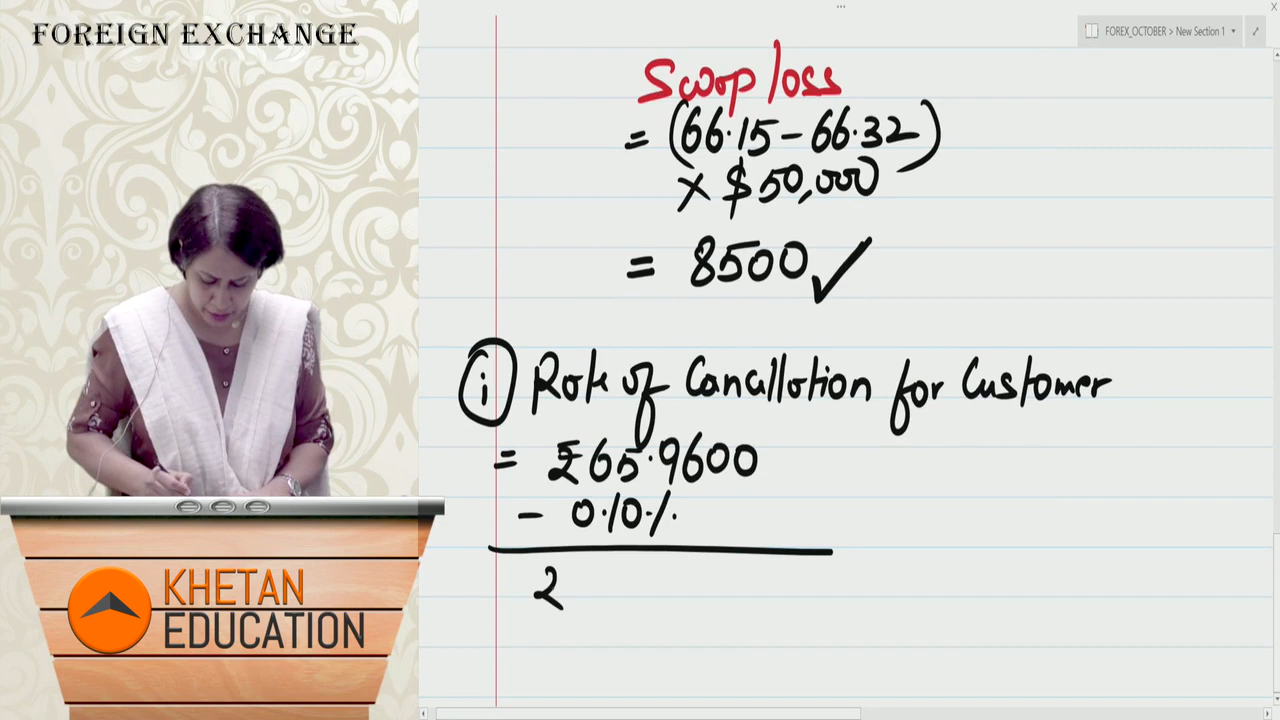 FOREIGN EXCHANGE
FOREX_OCTOBER > New Section 1
Swap loss
= (66.15 - 66.32)
× $50,000
= 8500 ✓
i Rate of Cancallation for Customer
= ₹65.9600
- 0.10%
2
KHETAN
EDUCATION